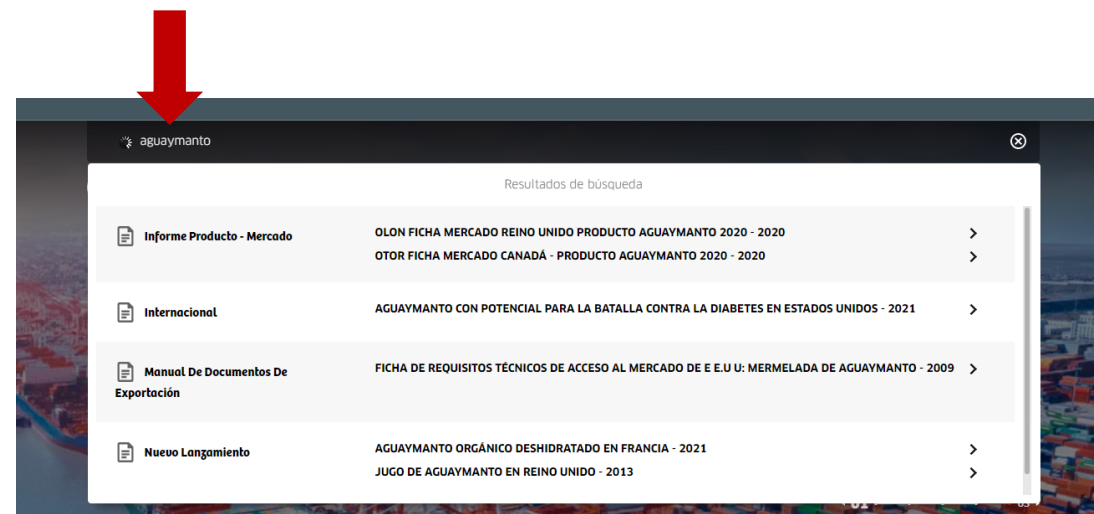 aguaymanto
Resultados de búsqueda
Informe Producto - Mercado
OLON FICHA MERCADO REINO UNIDO PRODUCTO AGUAYMANTO 2020 - 2020
OTOR FICHA MERCADO CANADÁ - PRODUCTO AGUAYMANTO 2020 - 2020
Internacional
AGUAYMANTO CON POTENCIAL PARA LA BATALLA CONTRA LA DIABETES EN ESTADOS UNIDOS - 2021
Manual De Documentos De
Exportación
FICHA DE REQUISITOS TÉCNICOS DE ACCESO AL MERCADO DE E E.U U: MERMELADA DE AGUAYMANTO - 2009
Nuevo Lanzamiento
AGUAYMANTO ORGÁNICO DESHIDRATADO EN FRANCIA - 2021
JUGO DE AGUAYMANTO EN REINO UNIDO - 2013